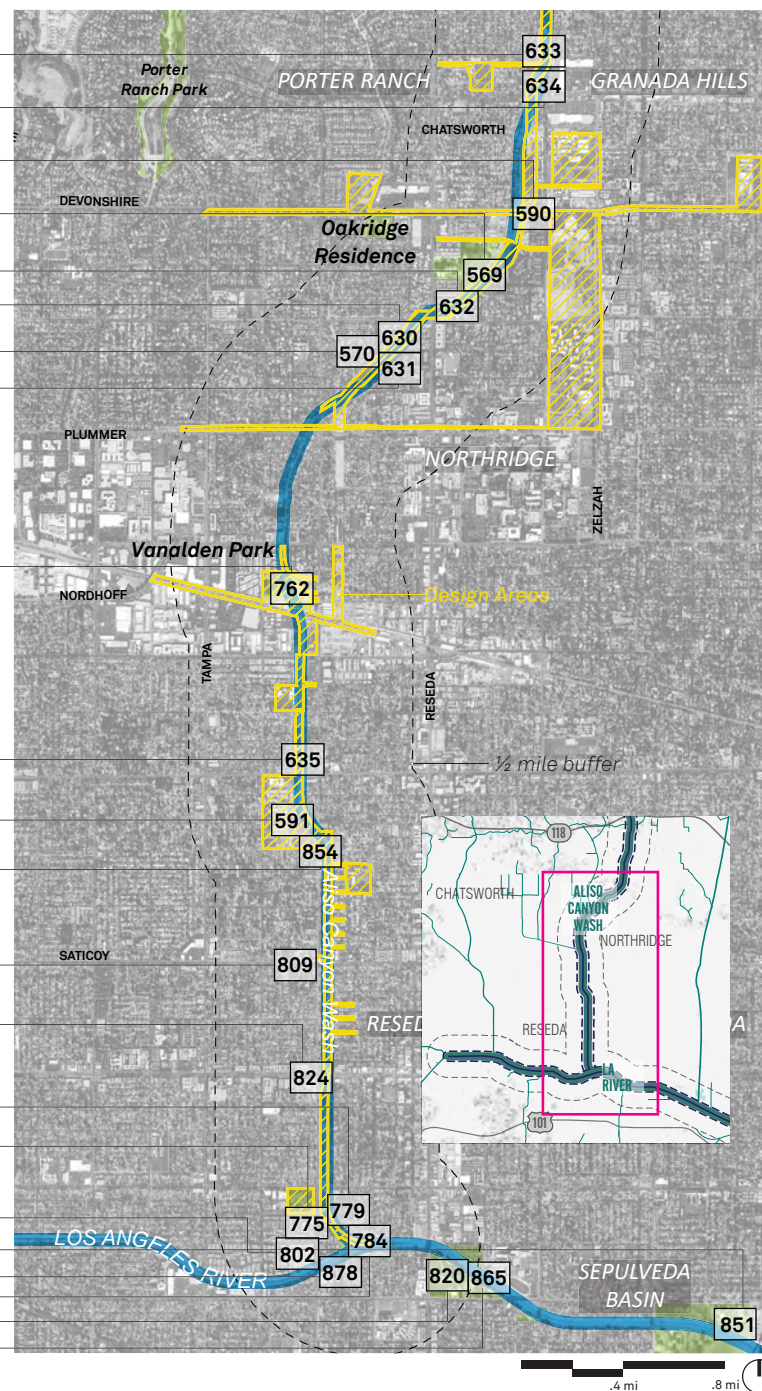 633
Porter
Ranch Park
PORTER RANCH
GRANADA HILLS
634
CHATSWORTH
DEVONSHIRE
590
Oakridge
Residence
569
632
630
570
631
PLUMMER
NORTHRIDGE
ZELZAH
Vanalden Park
762
NORDHOFF
Design Areas
TAMPA
RESEDA
635
½ mile buffer
591
854
118
CHATSWORTH
ALISO
CANYON
WASH
NORTHRIDGE
Aliso Canyon Wash
SATICOY
809
RESED
DA
RESEDA
824
LA
RIVER
101
779
775
784
LOS ANGELES RIVER
802
878
820
865
SEPULVEDA
BASIN
851
.4 mi
.8 mi